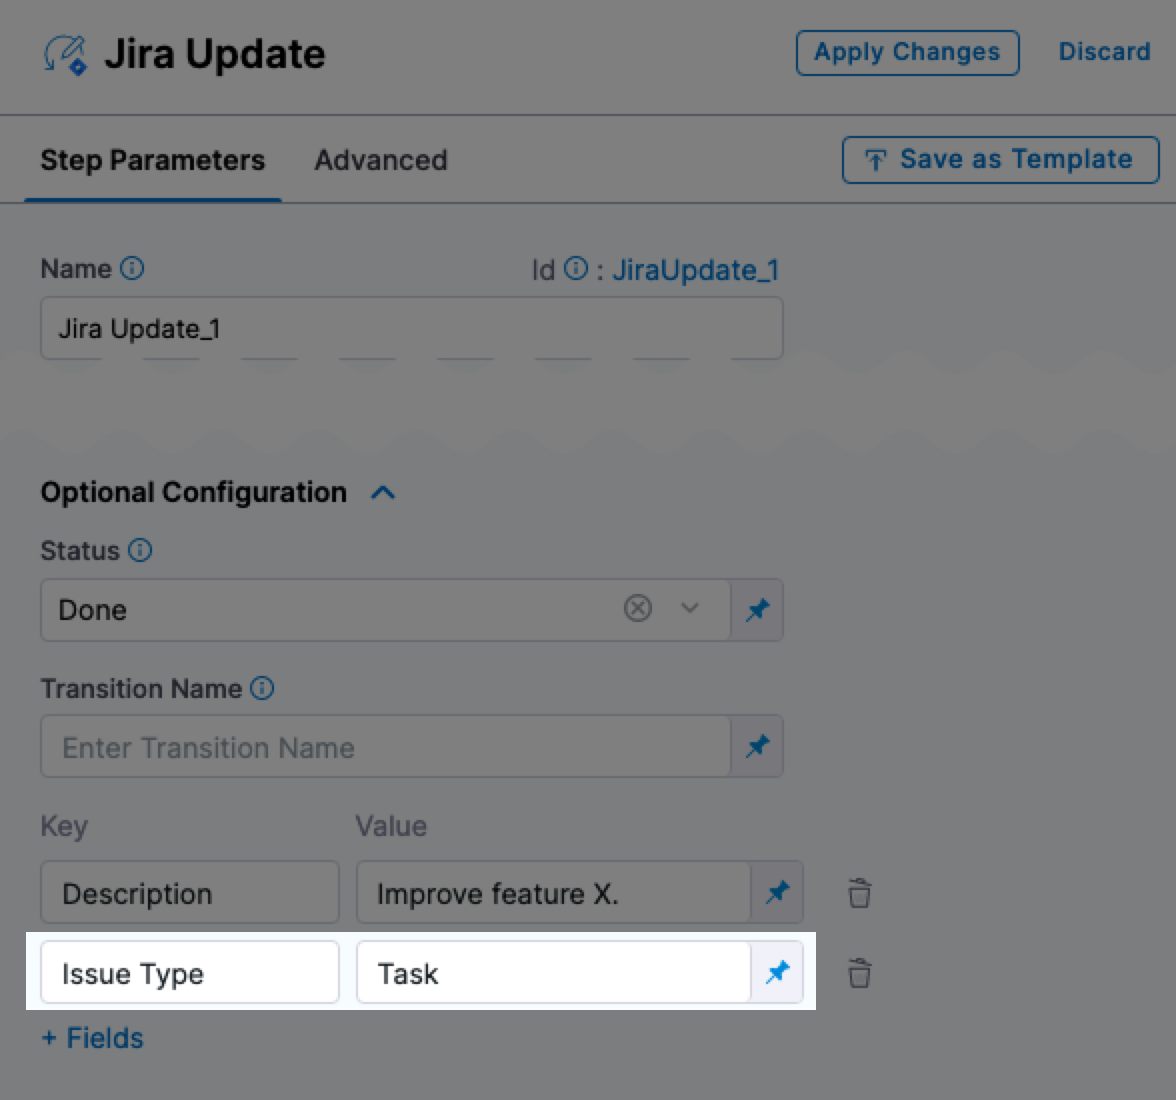 Jira Update
Apply Changes
Discard
Step Parameters
Advanced
Save as Template
Name
Id : JiraUpdate_1
Jira Update_1
Optional Configuration
Status
Done
Transition Name
Enter Transition Name
Key Value
Description Improve feature X.
Issue Type Task
+ Fields